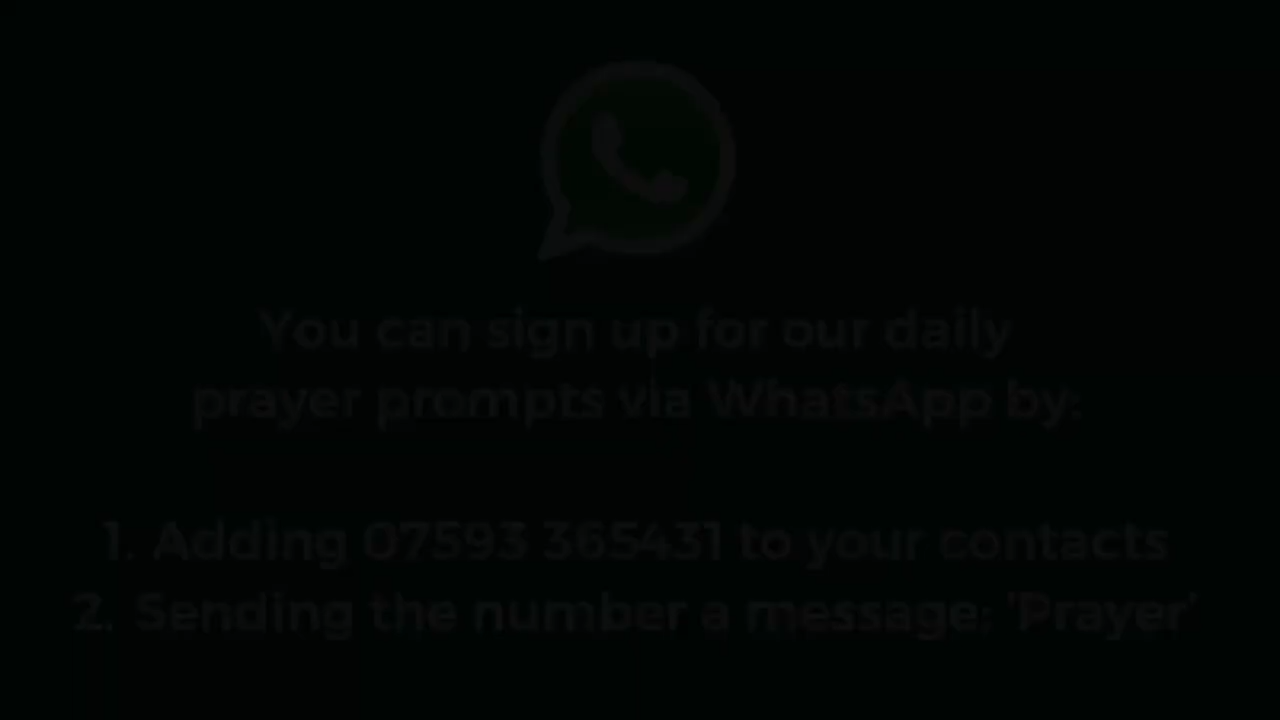 You can sign up for our daily
prayer prompts via WhatsApp by:
1. Adding 07593 365431 to your contacts
2. Sending the number a message: 'Prayer'